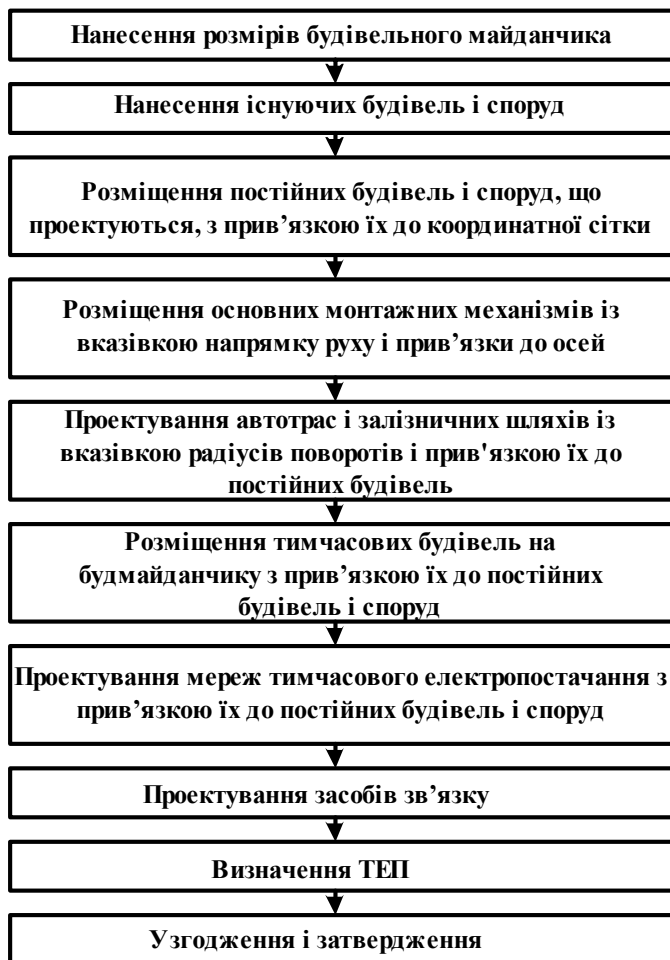 Нанесення розмірів будівельного майданчика
Нанесення існуючих будівель і споруд
Розміщення постійних будівель і споруд, що
проектуються, з прив’язкою їх до координатної сітки
Розміщення основних монтажних механізмів із
вказівкою напрямку руху і прив’язки до осей
Проектування автотрас і залізничних шляхів із
вказівкою радіусів поворотів і прив'язкою їх до
постійних будівель
Розміщення тимчасових будівель на
будмайданчику з прив’язкою їх до постійних
будівель і споруд
Проектування мереж тимчасового електропостачання з
прив’язкою їх до постійних будівель і споруд
Проектування засобів зв’язку
Визначення ТЕП
Узгодження і затвердження